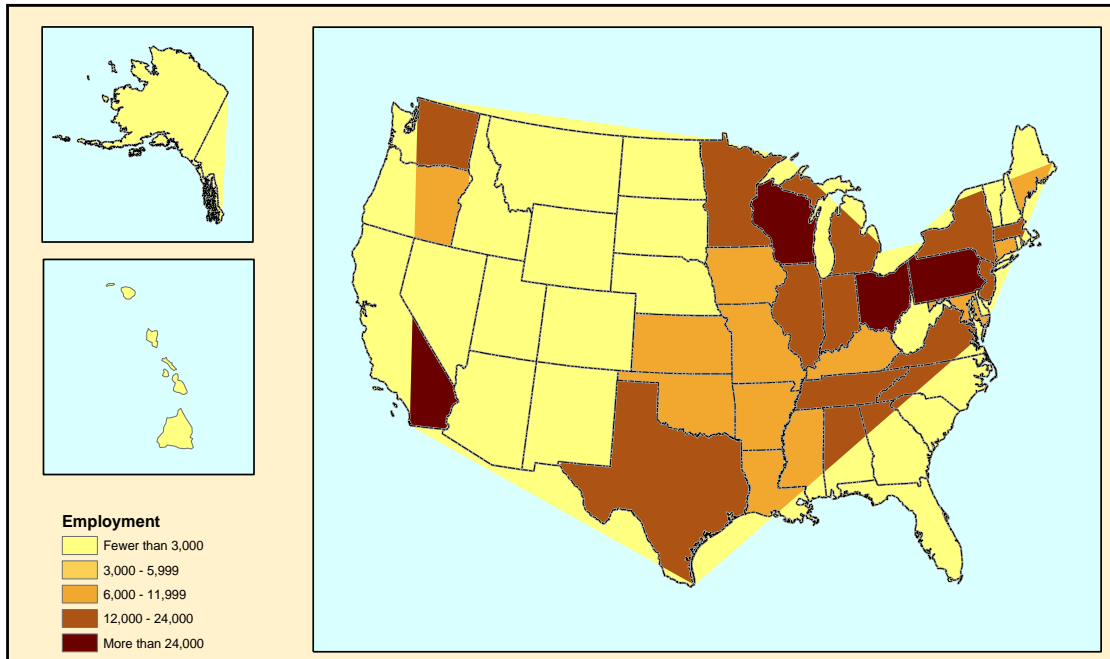 Employment
Fewer than 3,000
3,000 - 5,999
6,000 - 11,999
12,000 - 24,000
More than 24,000